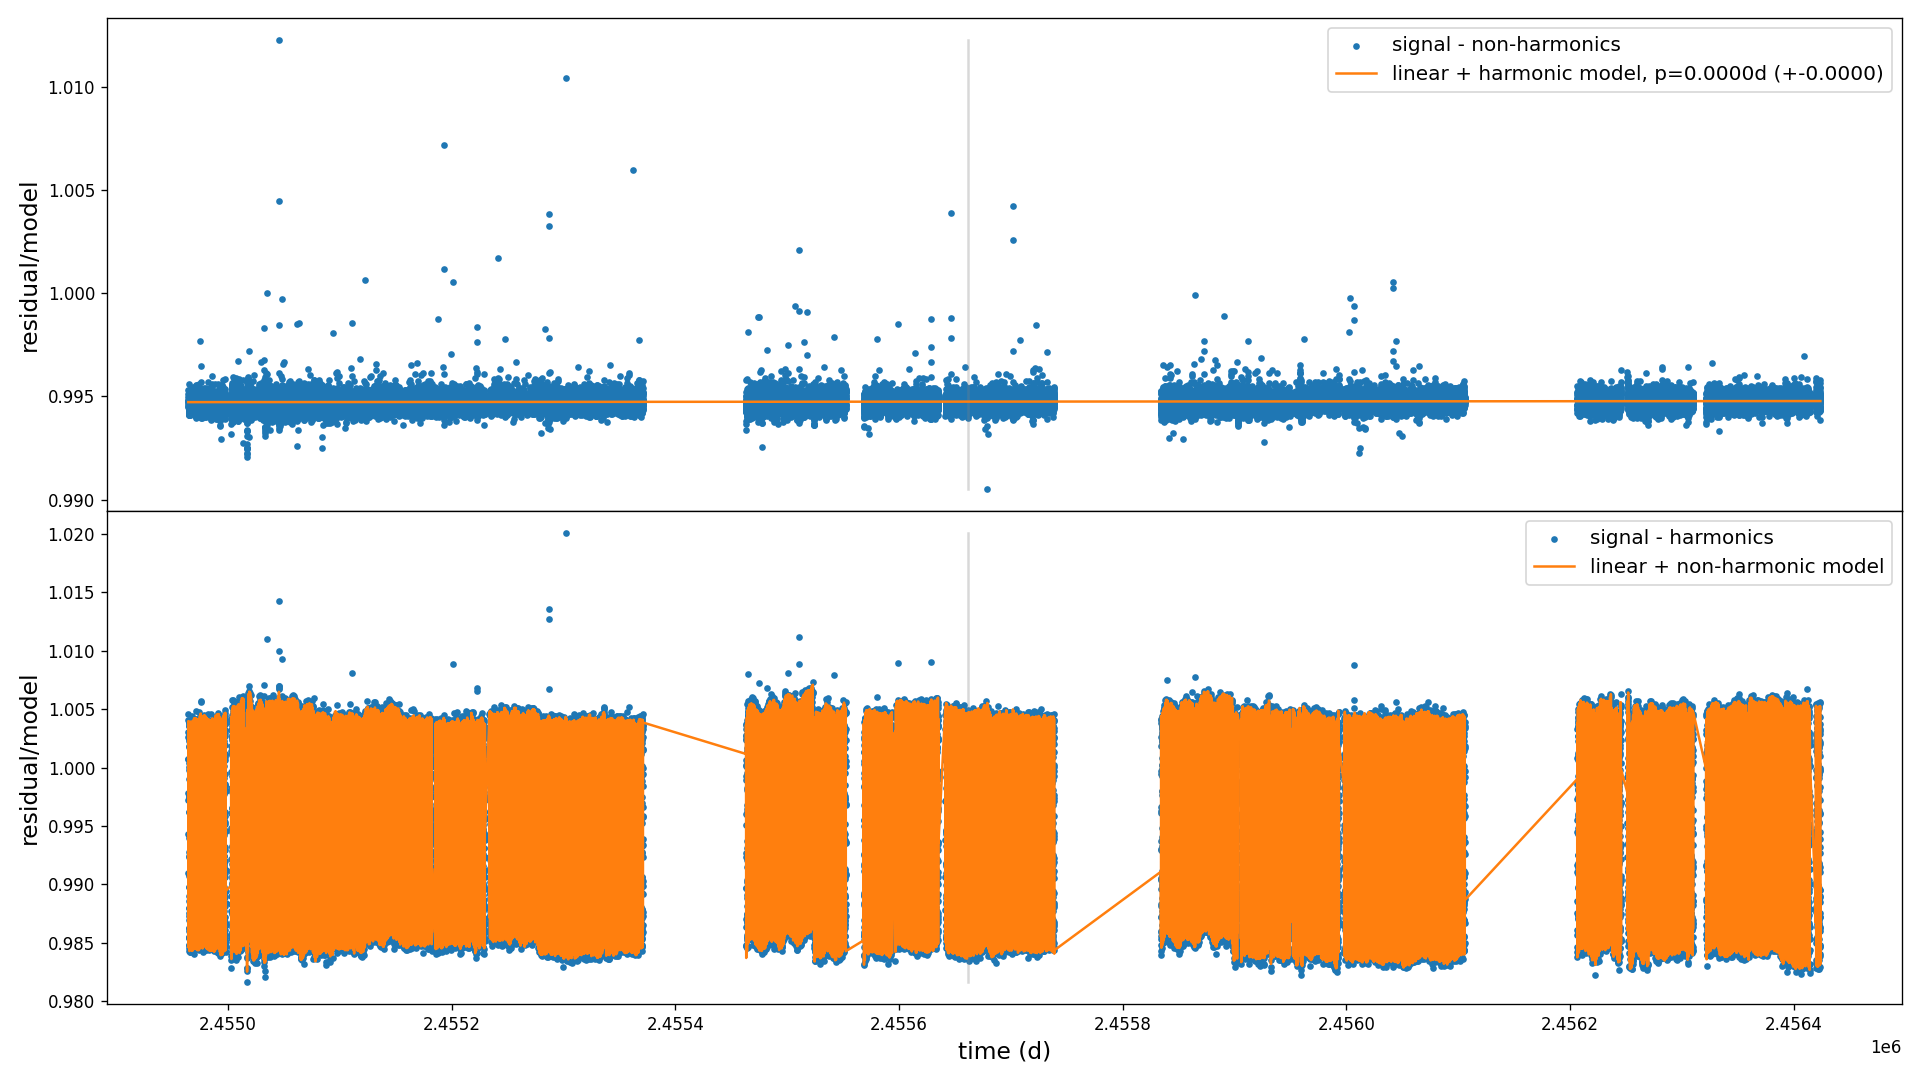 signal - non-harmonics
linear + harmonic model, p=0.0000d (+-0.0000)
residual/model
1.010
1.005
1.000
0.995
0.990
signal - harmonics
linear + non-harmonic model
residual/model
1.020
1.015
1.010
1.005
1.000
0.995
0.990
0.985
0.980
2.4550 2.4552 2.4554 2.4556 2.4558 2.4560 2.4562 2.4564
time (d)
1e6